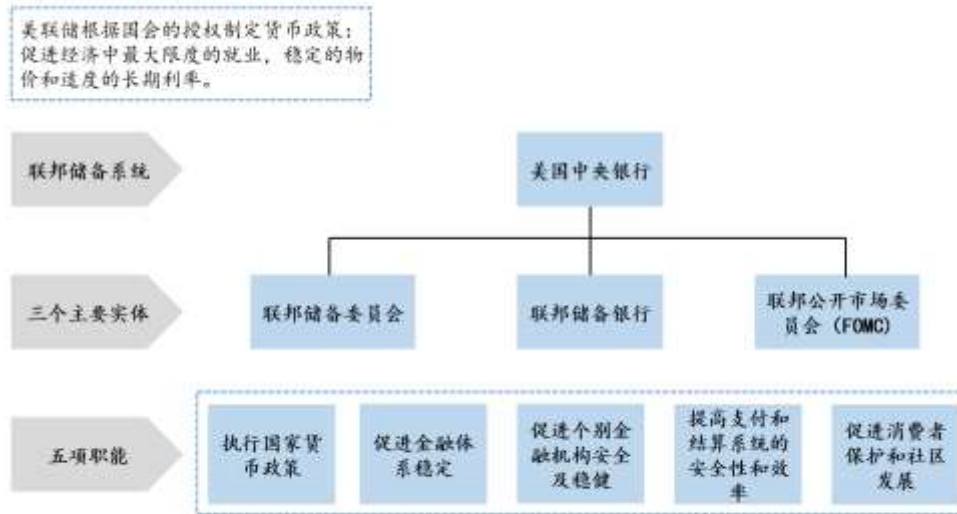 美联储根据国会的授权制定货币政策：
促进经济中最大限度的就业，稳定的物
价和适度的长期利率。
联邦储备系统
美国中央银行
三个主要实体
联邦储备委员会
联邦储备银行
联邦公开市场委
员会（FOMC）
五项职能
执行国家货
币政策
促进金融体
系稳定
促进个别金
融机构安全
及稳健
提高支付和
结算系统的
安全性和效
率
促进消费者
保护和社区
发展